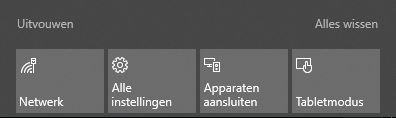 Uitvouwen Alles wissen
Netwerk
Alle
instellingen
Apparaten
aansluiten
Tabletmodus